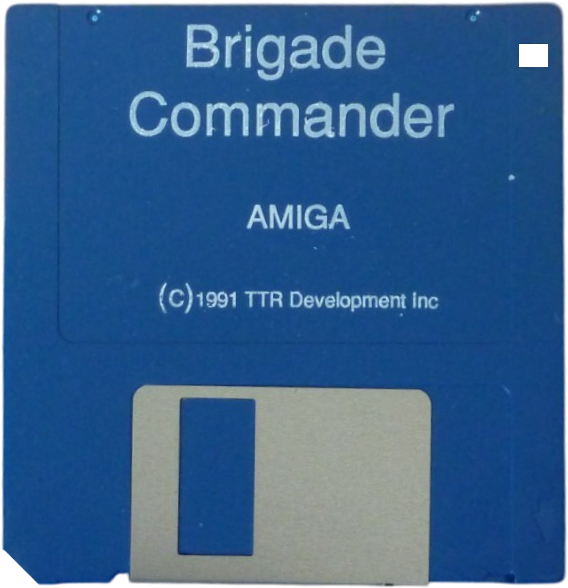 Brigade
Commander
AMIGA
(C)1991 TTR Development Inc